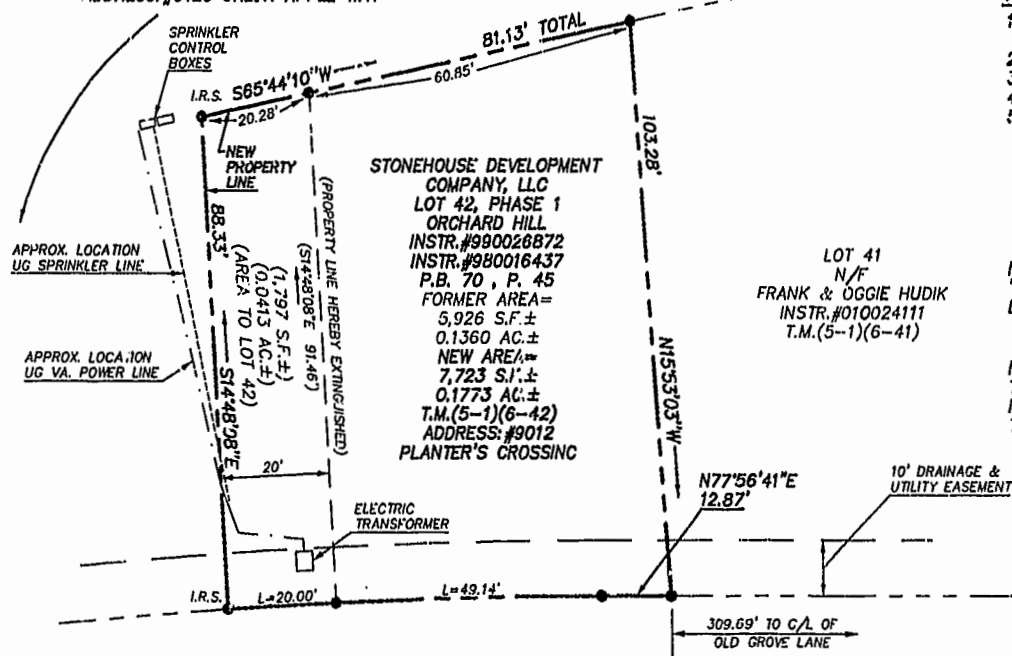 SPRINKLER
CONTROL
BOXES
I.R.S.
S65°44'10"W
81.13' TOTAL
60.85'
20.28'
NEW
PROPERTY
LINE
88.33'
103.28'
STONEHOUSE DEVELOPMENT
COMPANY, LLC
LOT 42, PHASE 1
ORCHARD HILL
INSTR.#990026872
INSTR.#980016437
P.B. 70 , P. 45
FORMER AREA=
5,926 S.F.±
0.1360 AC.±
NEW AREA=
7,723 S.F.±
0.1773 AC.±
T.M.(5-1)(6-42)
ADDRESS: #9012
PLANTER'S CROSSING
(PROPERTY LINE HEREBY EXTINGUISHED)
(S14°48'08"E 91.46')
(1,797 S.F.±)
(0.0413 AC.±)
(AREA TO LOT 42)
APPROX. LOCATION
UG SPRINKLER LINE
APPROX. LOCATION
UG VA. POWER LINE
S14°48'08"E
LOT 41
N/F
FRANK & OGGIE HUDIK
INSTR.#010024111
T.M.(5-1)(6-41)
N15°53'03"W
20'
N77°56'41"E
12.87'
10' DRAINAGE &
UTILITY EASEMENT
ELECTRIC
TRANSFORMER
I.R.S.
L=20.00'
L=49.14'
309.69' TO C/L OF
OLD GROVE LANE